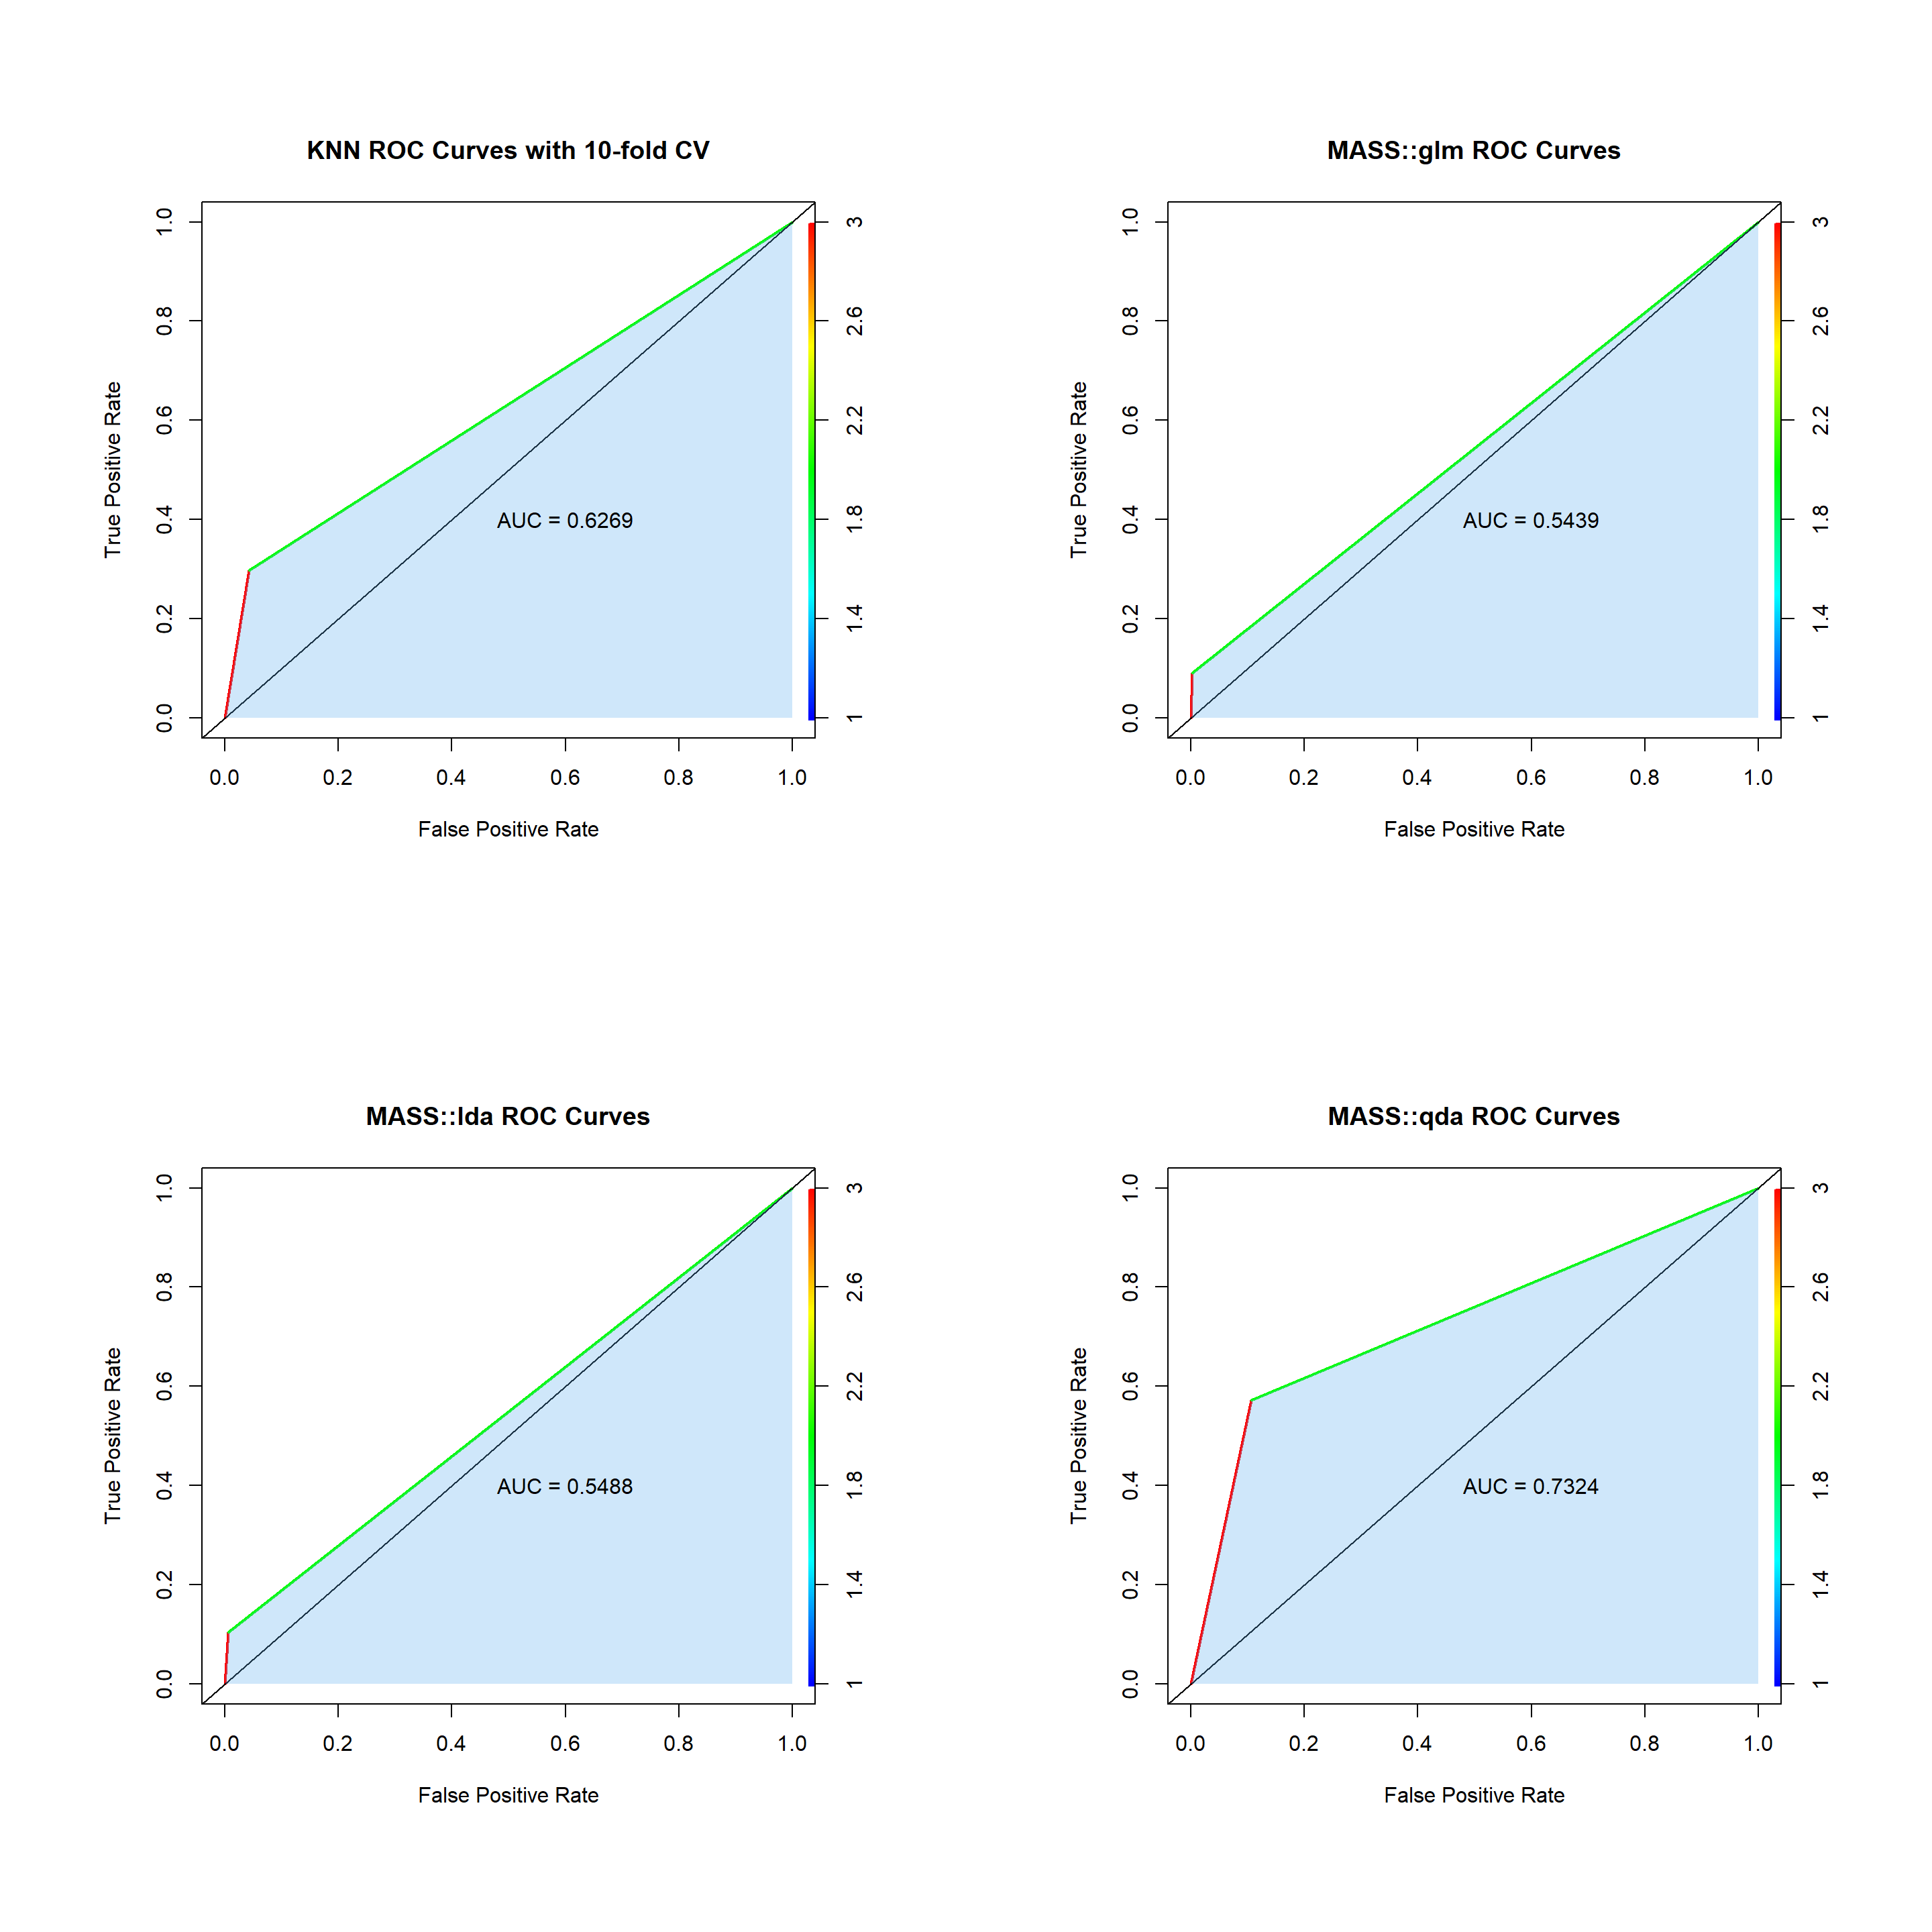 KNN ROC Curves with 10-fold CV
True Positive Rate
1.0
0.8
0.6
0.4
0.2
0.0
AUC = 0.6269
3
2.6
2.2
1.8
1.4
1
0.0 0.2 0.4 0.6 0.8 1.0
False Positive Rate
MASS::glm ROC Curves
True Positive Rate
1.0
0.8
0.6
0.4
0.2
0.0
AUC = 0.5439
3
2.6
2.2
1.8
1.4
1
0.0 0.2 0.4 0.6 0.8 1.0
False Positive Rate
MASS::lda ROC Curves
True Positive Rate
1.0
0.8
0.6
0.4
0.2
0.0
AUC = 0.5488
3
2.6
2.2
1.8
1.4
1
0.0 0.2 0.4 0.6 0.8 1.0
False Positive Rate
MASS::qda ROC Curves
True Positive Rate
1.0
0.8
0.6
0.4
0.2
0.0
AUC = 0.7324
3
2.6
2.2
1.8
1.4
1
0.0 0.2 0.4 0.6 0.8 1.0
False Positive Rate